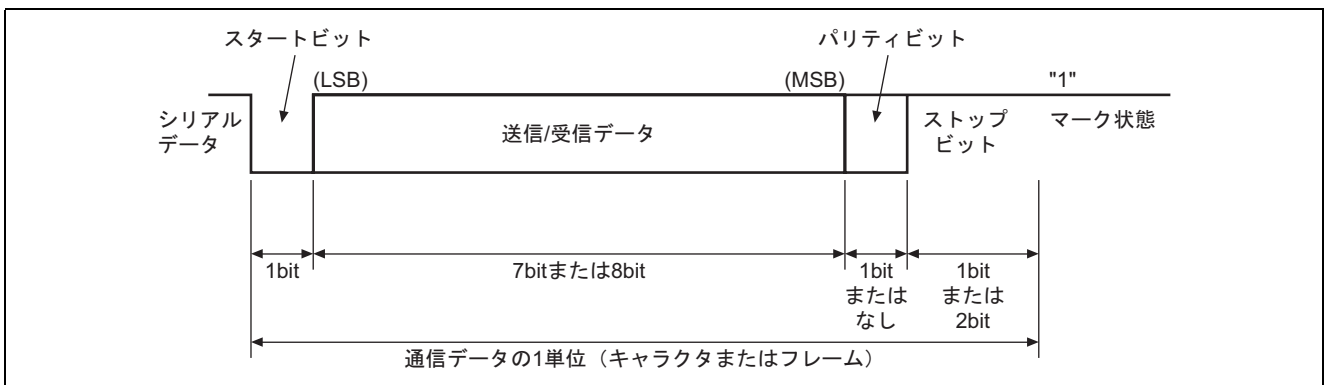 スタートビット
パリティビット
(LSB)
(MSB)
"1"
シリアル
データ
送信/受信データ
ストップ
ビット
マーク状態
1bit
7bitまたは8bit
1bit
または
なし
1bit
または
2bit
通信データの1単位（キャラクタまたはフレーム）